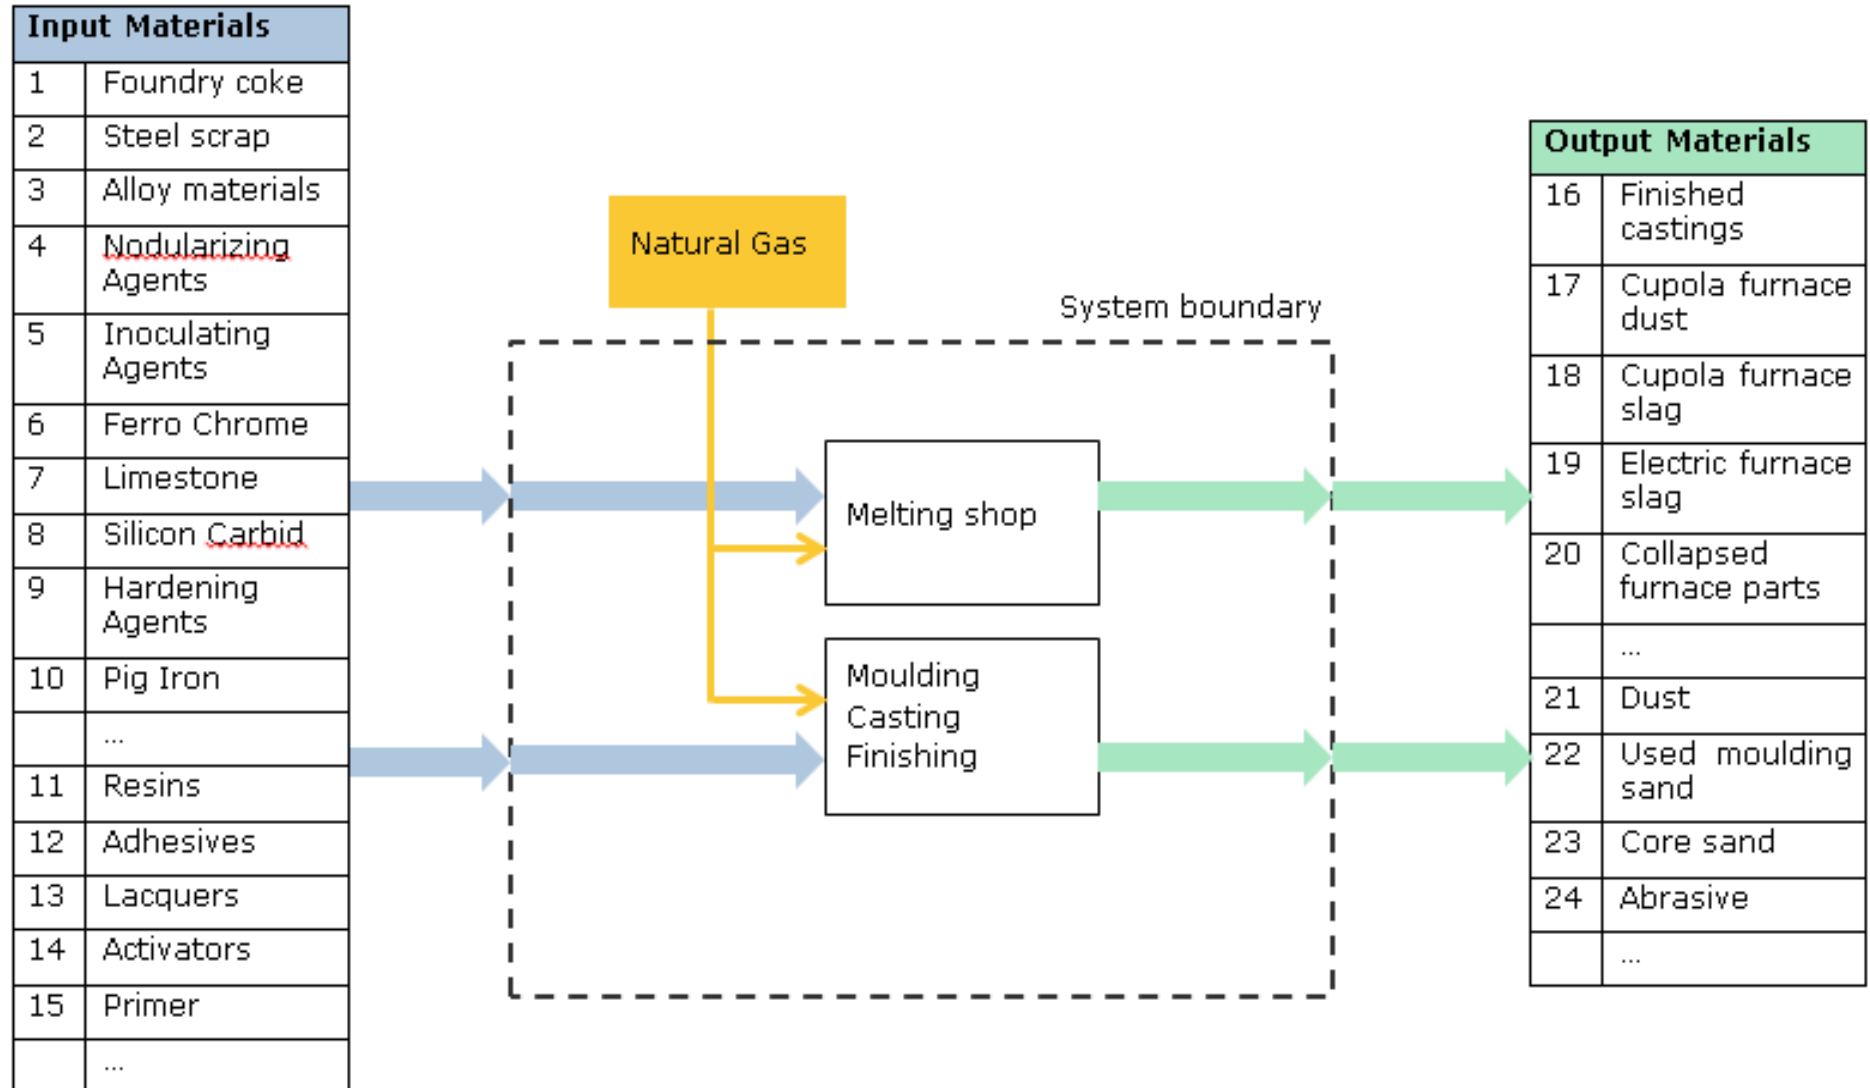 Input Materials
1 Foundry coke
2 Steel scrap
3 Alloy materials
4 Nodularizing
Agents
5 Inoculating
Agents
6 Ferro Chrome
7 Limestone
8 Silicon Carbid
9 Hardening
Agents
10 Pig Iron
...
11 Resins
12 Adhesives
13 Lacquers
14 Activators
15 Primer
...
Natural Gas
System boundary
Melting shop
Moulding
Casting
Finishing
Output Materials
16 Finished
castings
17 Cupola furnace
dust
18 Cupola furnace
slag
19 Electric furnace
slag
20 Collapsed
furnace parts
...
21 Dust
22 Used moulding
sand
23 Core sand
24 Abrasive
...